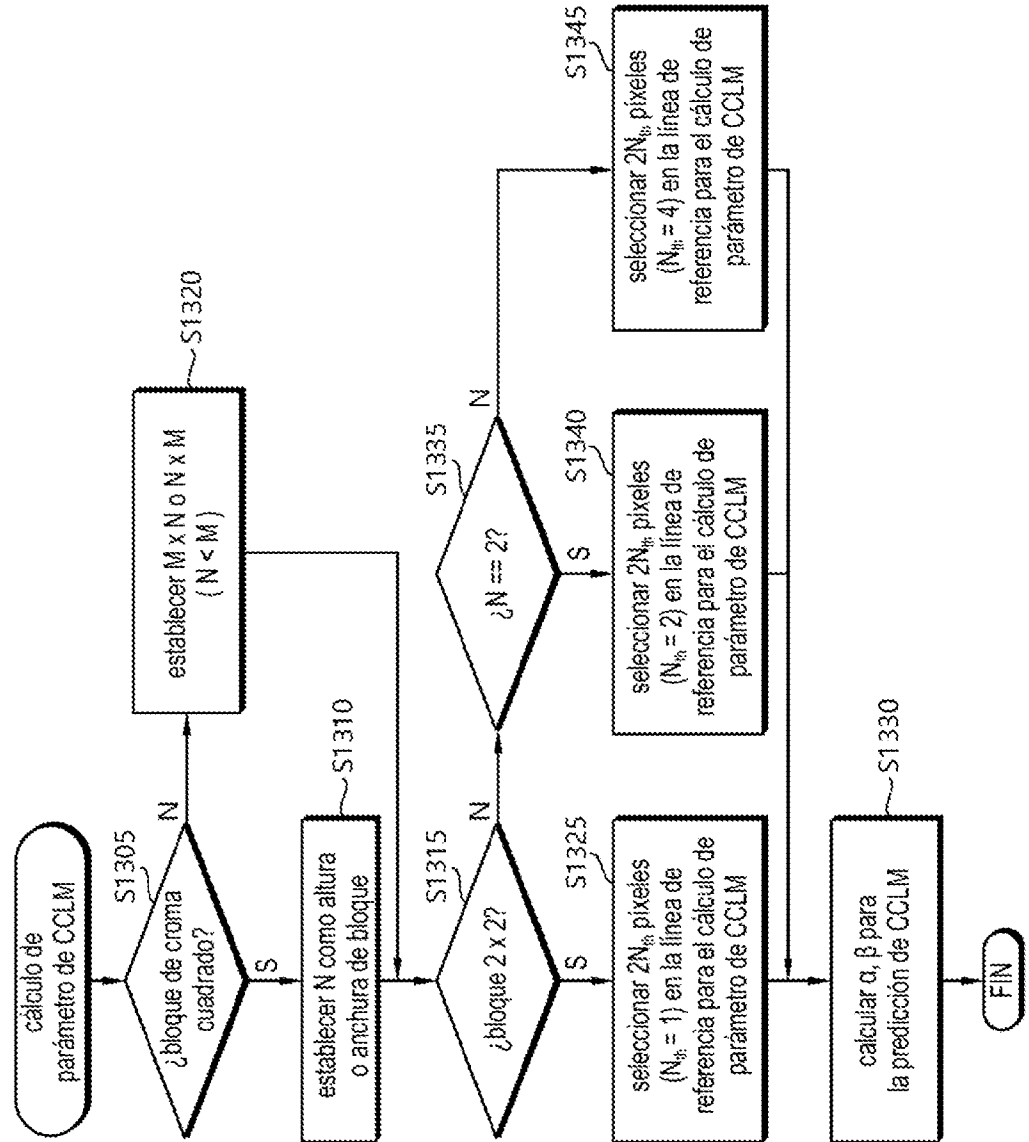 cálculo de
parámetro de CCLM
S1305
¿bloque de croma
cuadrado?
N
S
S1320
establecer M x N o N x M
( N < M )
S1310
establecer N como altura
o anchura de bloque
S1315
¿bloque 2 x 2?
N
S
S1335
¿N == 2?
N
S
S1325
seleccionar 2Nth píxeles
(Nth = 1) en la línea de
referencia para el cálculo de
parámetro de CCLM
S1340
seleccionar 2Nth píxeles
(Nth = 2) en la línea de
referencia para el cálculo de
parámetro de CCLM
S1345
seleccionar 2Nth píxeles
(Nth = 4) en la línea de
referencia para el cálculo de
parámetro de CCLM
S1330
calcular α, β para
la predicción de CCLM
FIN